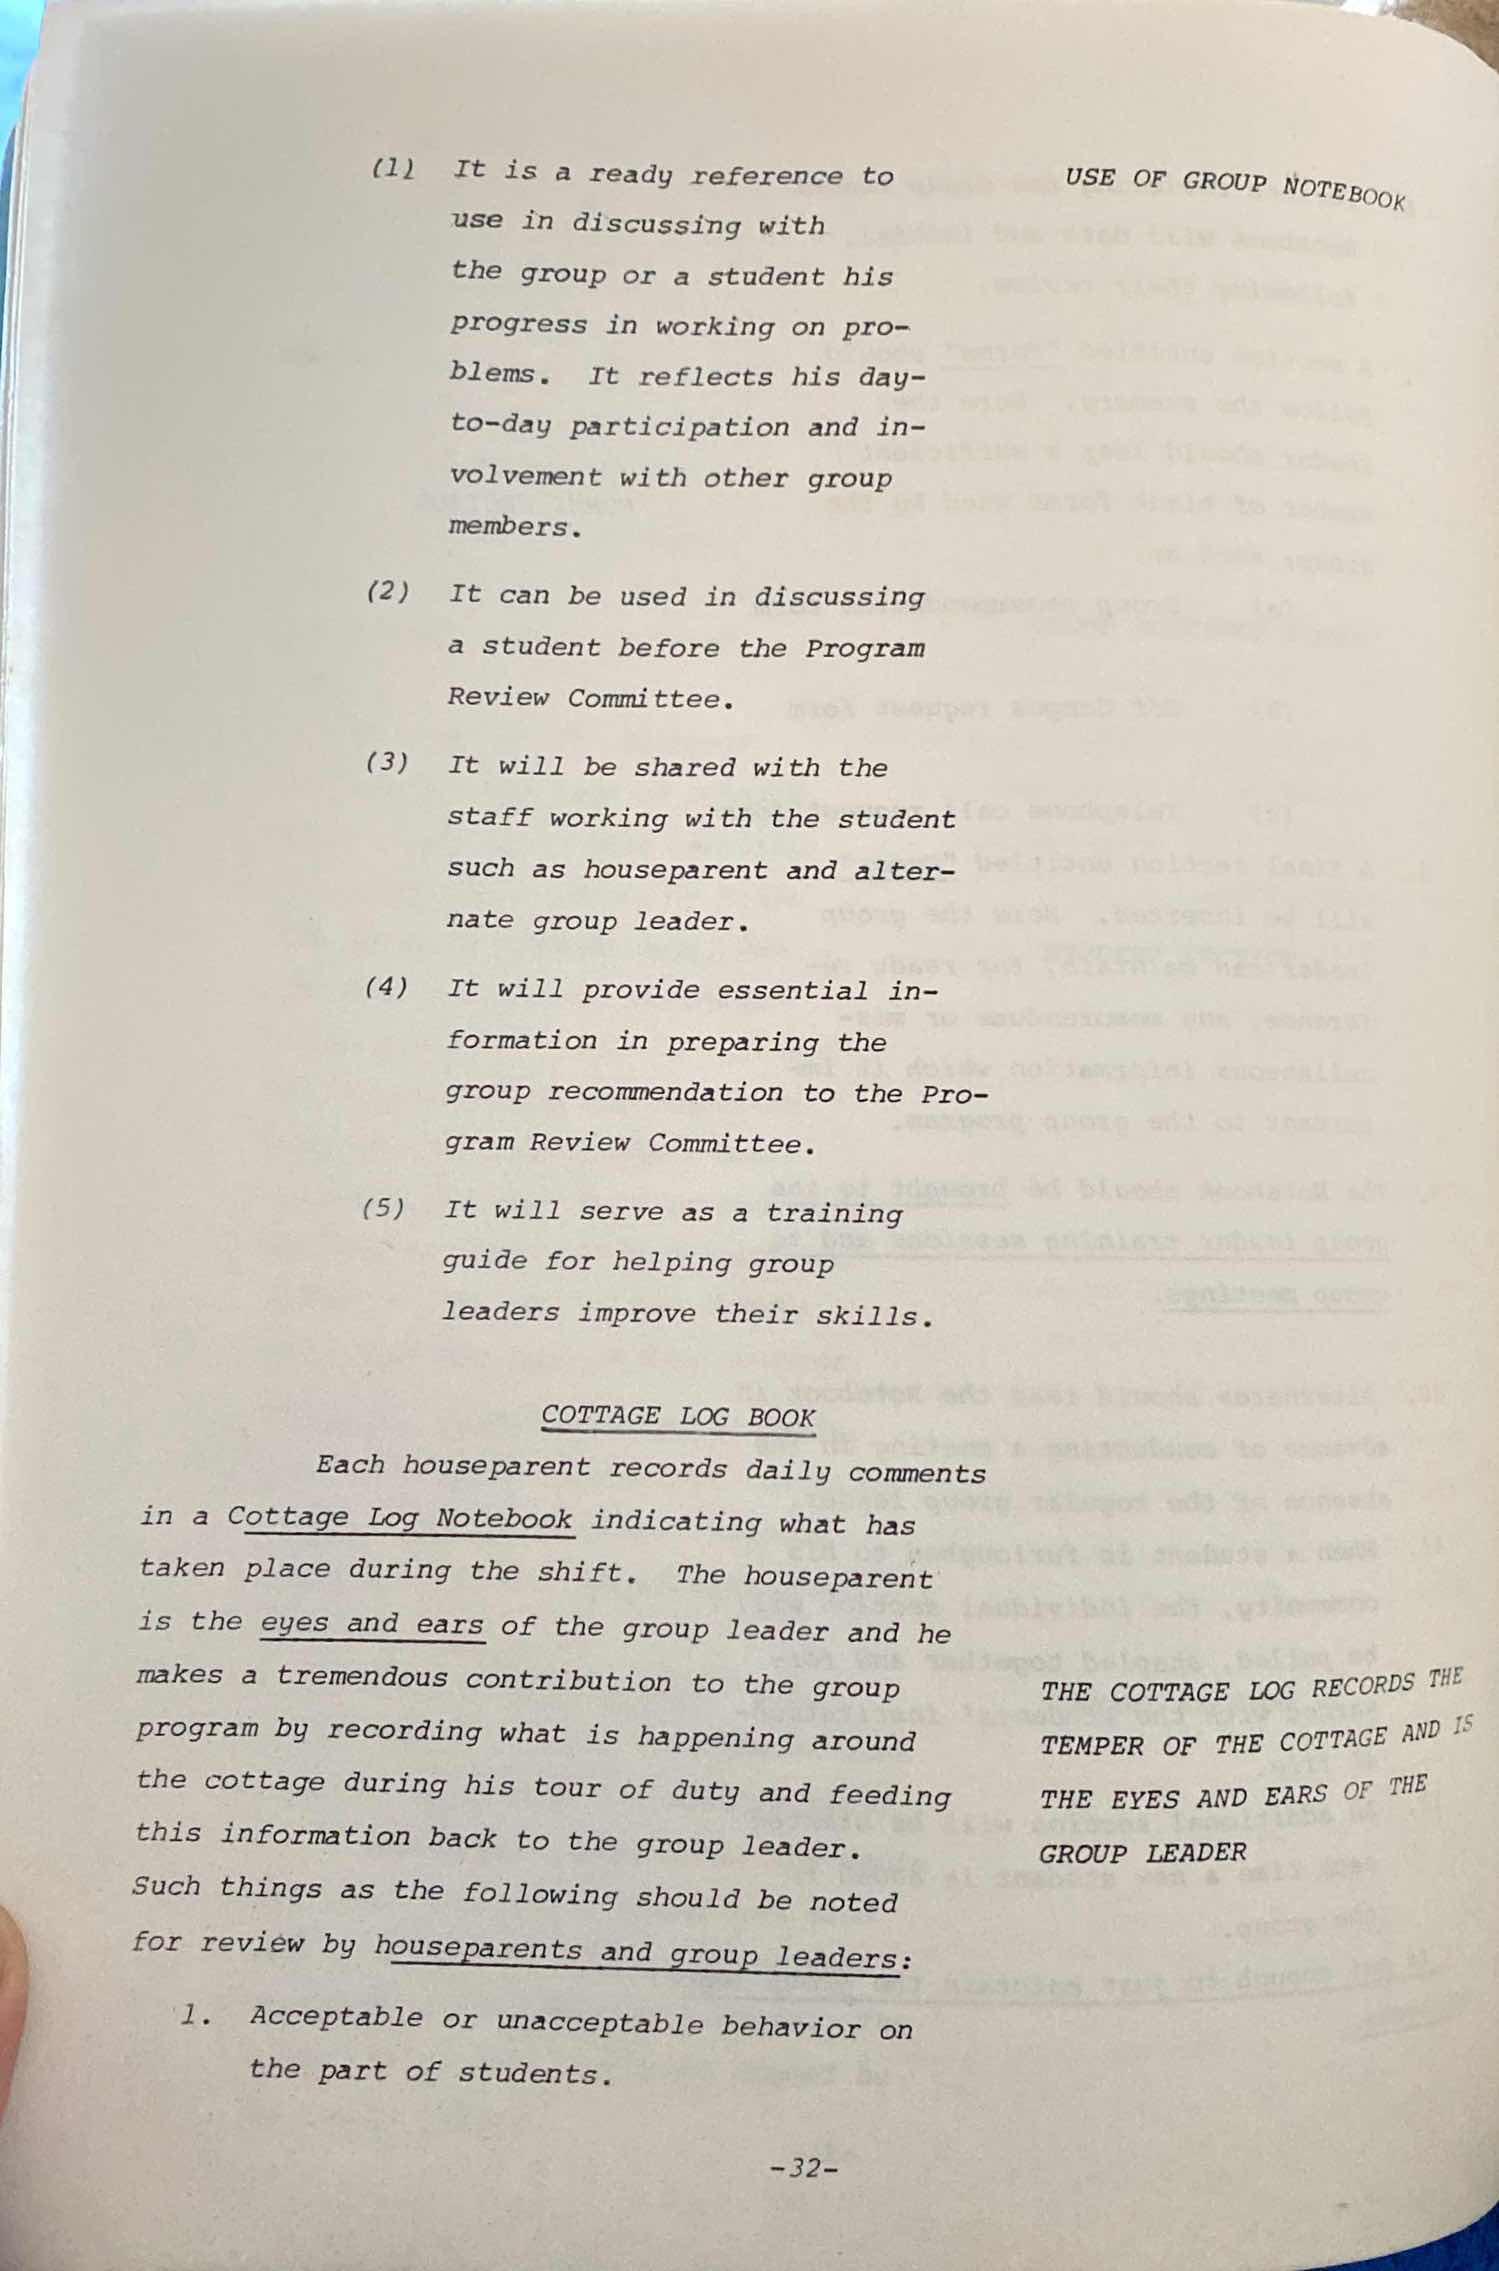 (1) It is a ready reference to
use in discussing with
the group or a student his
progress in working on pro-
blems. It reflects his day-
to-day participation and in-
volvement with other group
members.
USE OF GROUP NOTEBOOK
(2) It can be used in discussing
a student before the Program
Review Committee.
(3) It will be shared with the
staff working with the student
such as houseparent and alter-
nate group leader.
(4) It will provide essential in-
formation in preparing the
group recommendation to the Pro-
gram Review Committee.
(5) It will serve as a training
guide for helping group
leaders improve their skills.
COTTAGE LOG BOOK
Each houseparent records daily comments
in a Cottage Log Notebook indicating what has
taken place during the shift. The houseparent
is the eyes and ears of the group leader and he
makes a tremendous contribution to the group
program by recording what is happening around
the cottage during his tour of duty and feeding
this information back to the group leader.
Such things as the following should be noted
for review by houseparents and group leaders:
THE COTTAGE LOG RECORDS THE
TEMPER OF THE COTTAGE AND IS
THE EYES AND EARS OF THE
GROUP LEADER
1. Acceptable or unacceptable behavior on
the part of students.
-32-